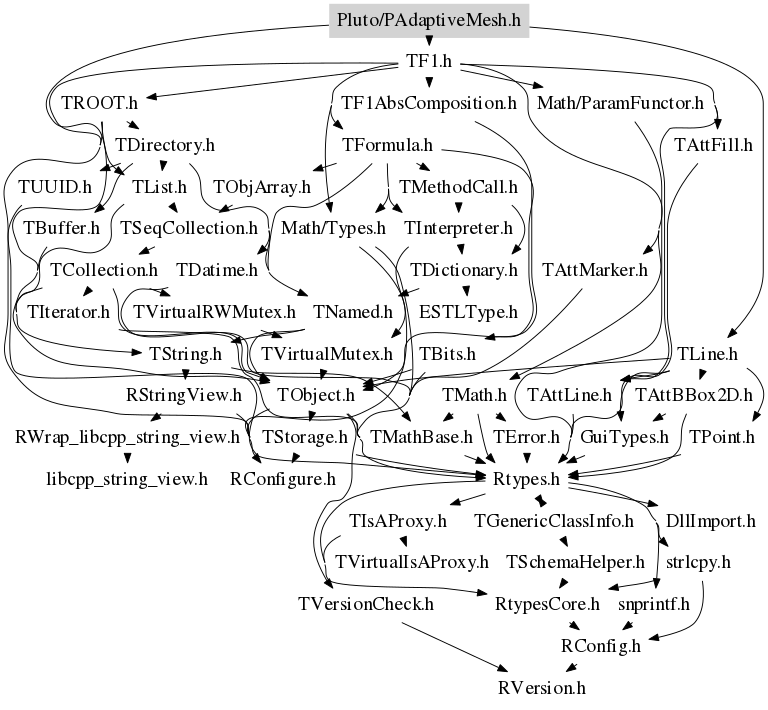 Pluto/PAdaptiveMesh.h
TF1.h
TROOT.h
TF1AbsComposition.h
Math/ParamFunctor.h
TDirectory.h
TFormula.h
TAttFill.h
TUUID.h
TList.h
TObjArray.h
TMethodCall.h
TBuffer.h
TSeqCollection.h
Math/Types.h
TInterpreter.h
TCollection.h
TDatime.h
TDictionary.h
TAttMarker.h
TIterator.h
TVirtualRWMutex.h
TNamed.h
ESTLType.h
TString.h
TVirtualMutex.h
TBits.h
TLine.h
RStringView.h
TObject.h
TMath.h
TAttLine.h
TAttBBox2D.h
RWrap_libcpp_string_view.h
TStorage.h
TMathBase.h
TError.h
GuiTypes.h
TPoint.h
libcpp_string_view.h
RConfigure.h
Rtypes.h
TIsAProxy.h
TGenericClassInfo.h
DllImport.h
TVirtualIsAProxy.h
TSchemaHelper.h
strlcpy.h
TVersionCheck.h
RtypesCore.h
snprintf.h
RConfig.h
RVersion.h